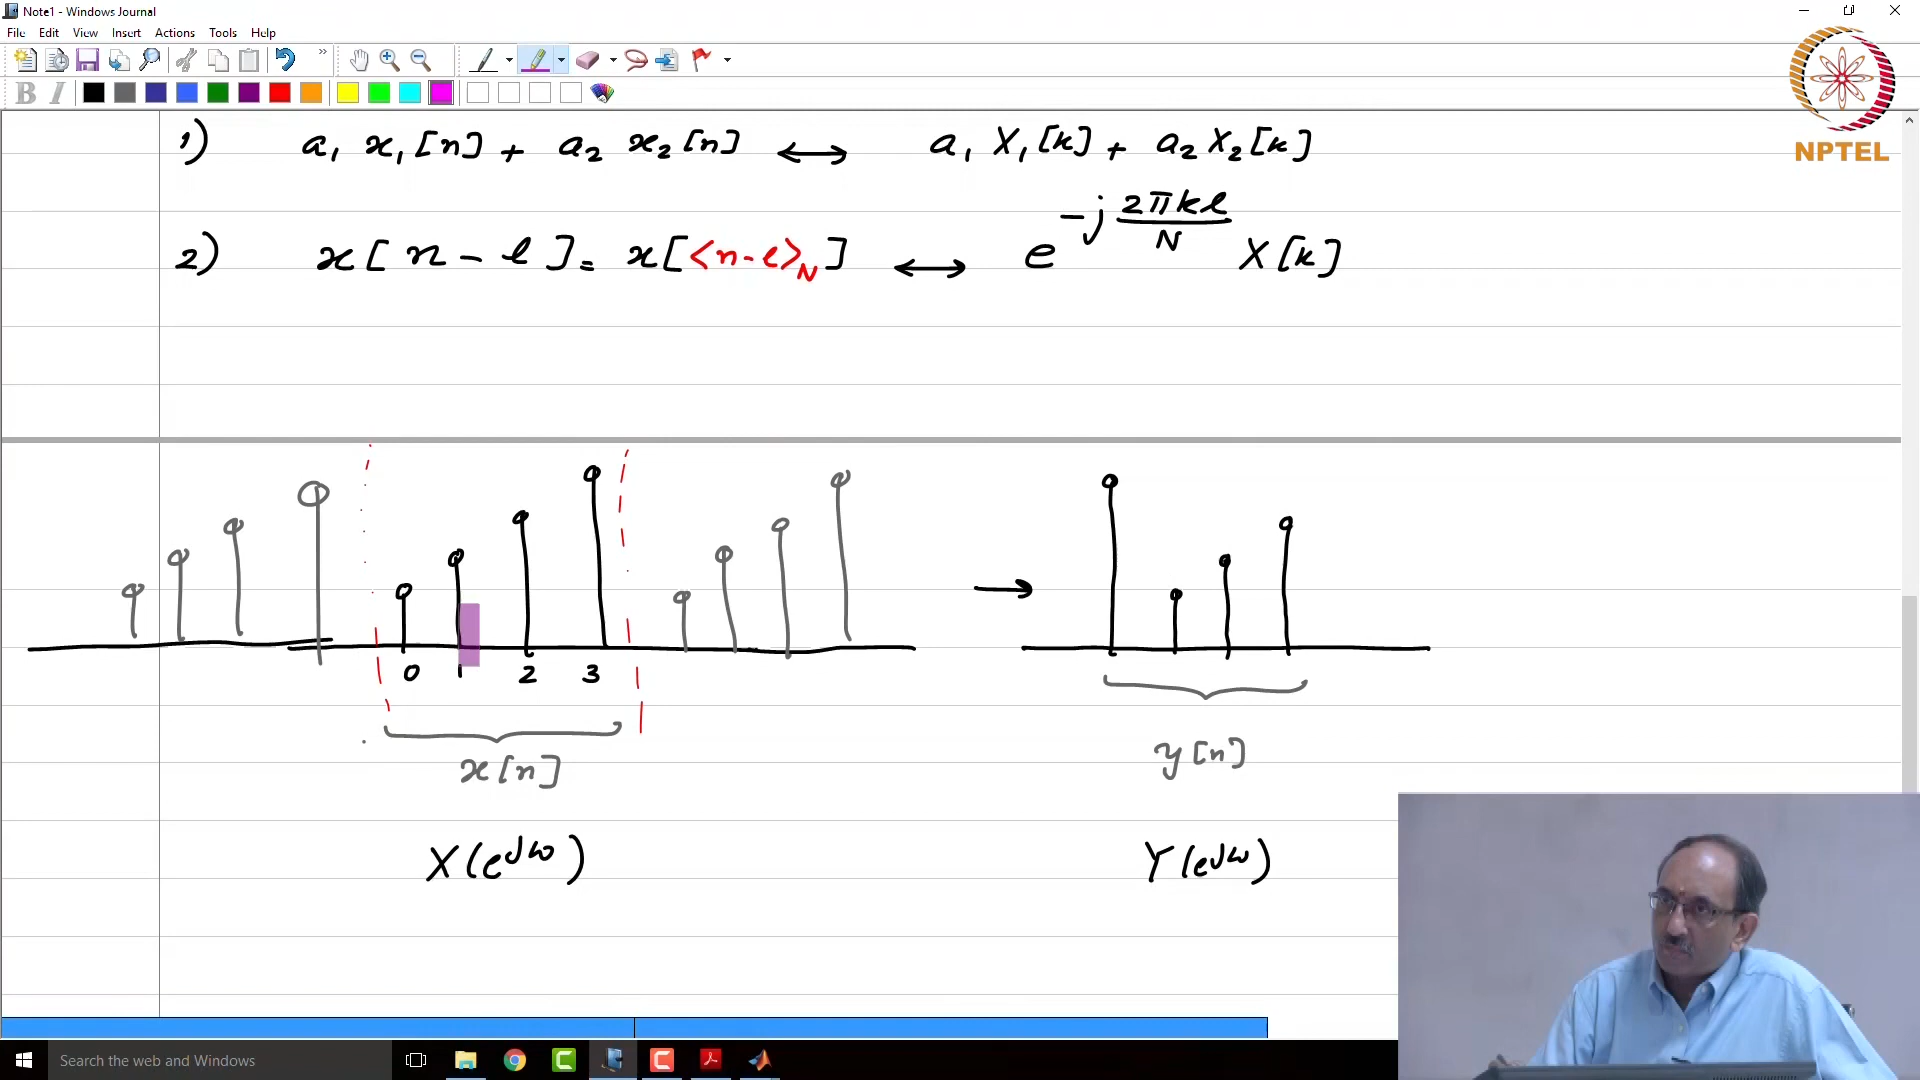 Note1 - Windows Journal
File Edit View Insert Actions Tools Help
B I
NPTEL
1) a₁ x₁[n] + a₂ x₂[n] ⟷ a₁ X₁[k] + a₂ X₂[k]
2) x[n - l] = x[<n-l>_N] ⟷ e^{-j 2πkl/N} X[k]
0 1 2 3
x[n] y[n]
X(e^{jω}) Y(e^{jω})
Search the web and Windows